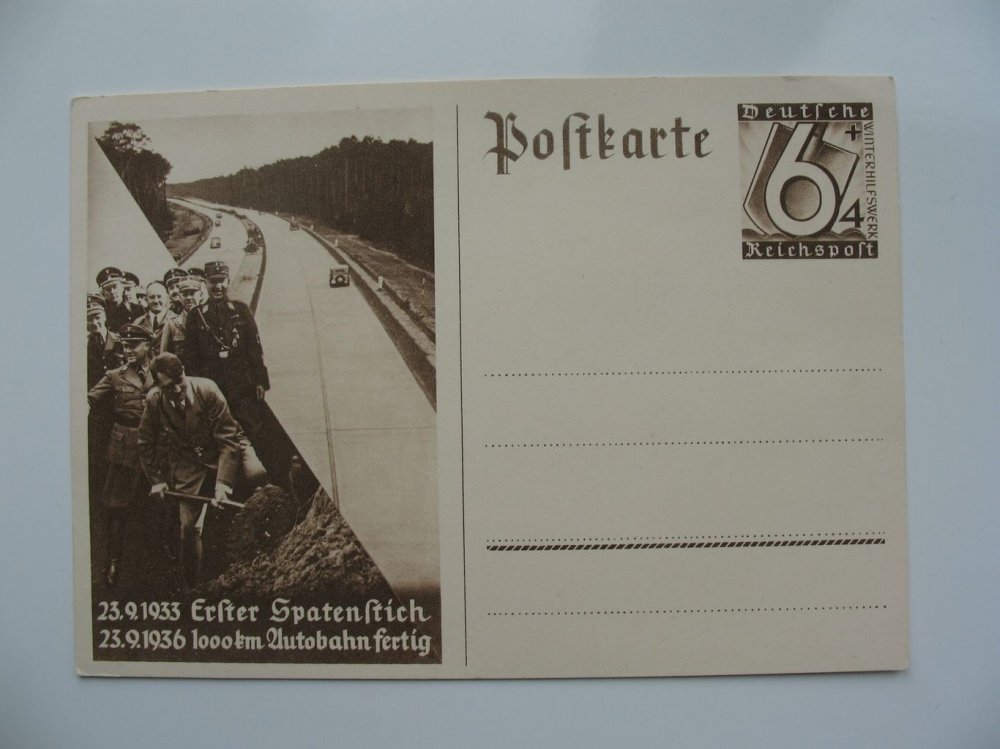 23.9.1933 Erſter Spatenſtich
23.9.1936 1000 km Autobahn fertig
Poſtkarte
Deutſche
6 + 4
WINTERHILFSWERK
Reichspoſt